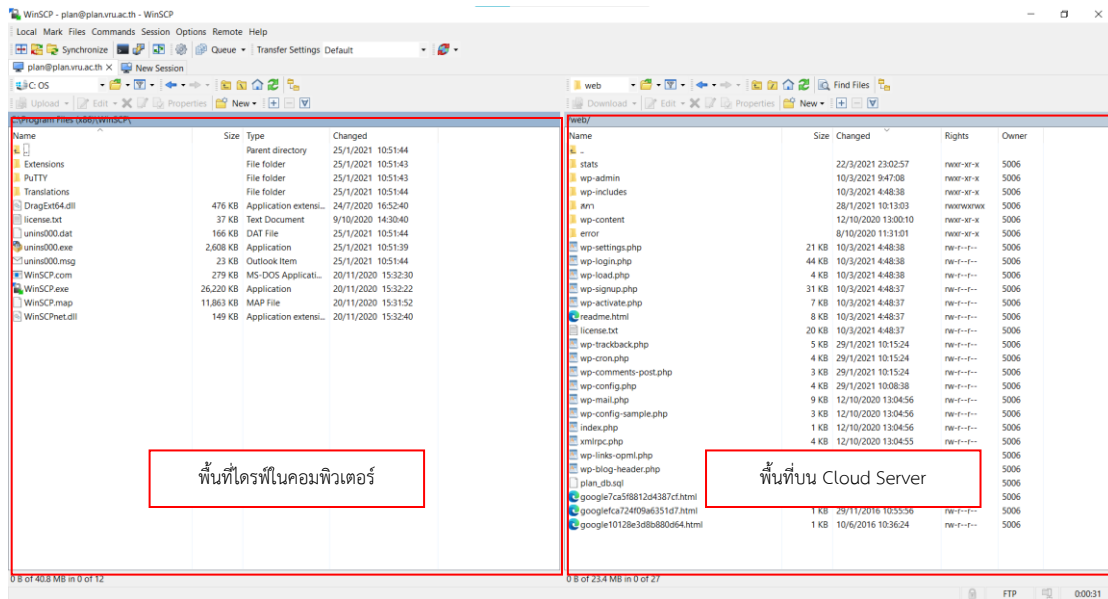 WinSCP - plan@plan.vru.ac.th - WinSCP
Local Mark Files Commands Session Options Remote Help
Synchronize Queue Transfer Settings Default
plan@plan.vru.ac.th × New Session
C: OS web Find Files
Upload Edit Properties New Download Edit Properties New
C:\Program Files (x86)\WinSCP\
web/
Name Size Type Changed
.. Parent directory 25/1/2021 10:51:44
Extensions File folder 25/1/2021 10:51:43
PuTTY File folder 25/1/2021 10:51:43
Translations File folder 25/1/2021 10:51:44
DragExt64.dll 476 KB Application extensi... 24/7/2020 16:52:40
license.txt 37 KB Text Document 9/10/2020 14:30:40
unins000.dat 166 KB DAT File 25/1/2021 10:51:44
unins000.exe 2,608 KB Application 25/1/2021 10:51:39
unins000.msg 23 KB Outlook Item 25/1/2021 10:51:44
WinSCP.com 279 KB MS-DOS Applicati... 20/11/2020 15:32:30
WinSCP.exe 26,220 KB Application 20/11/2020 15:32:22
WinSCP.map 11,863 KB MAP File 20/11/2020 15:31:52
WinSCPnet.dll 149 KB Application extensi... 20/11/2020 15:32:40
พื้นที่ไดรฟ์ในคอมพิวเตอร์
0 B of 40.8 MB in 0 of 12
Name Size Changed Rights Owner
..
stats 22/3/2021 23:02:57 rwxr-xr-x 5006
wp-admin 10/3/2021 9:47:08 rwxr-xr-x 5006
wp-includes 10/3/2021 4:48:38 rwxr-xr-x 5006
สภา 28/1/2021 10:13:03 rwxrwxrwx 5006
wp-content 12/10/2020 13:00:10 rwxr-xr-x 5006
error 8/10/2020 11:31:01 rwxr-xr-x 5006
wp-settings.php 21 KB 10/3/2021 4:48:38 rw-r--r-- 5006
wp-login.php 44 KB 10/3/2021 4:48:38 rw-r--r-- 5006
wp-load.php 4 KB 10/3/2021 4:48:38 rw-r--r-- 5006
wp-signup.php 31 KB 10/3/2021 4:48:37 rw-r--r-- 5006
wp-activate.php 7 KB 10/3/2021 4:48:37 rw-r--r-- 5006
readme.html 8 KB 10/3/2021 4:48:37 rw-r--r-- 5006
license.txt 20 KB 10/3/2021 4:48:37 rw-r--r-- 5006
wp-trackback.php 5 KB 29/1/2021 10:15:24 rw-r--r-- 5006
wp-cron.php 4 KB 29/1/2021 10:15:24 rw-r--r-- 5006
wp-comments-post.php 3 KB 29/1/2021 10:15:24 rw-r--r-- 5006
wp-config.php 4 KB 29/1/2021 10:08:38 rw-r--r-- 5006
wp-mail.php 9 KB 12/10/2020 13:04:56 rw-r--r-- 5006
wp-config-sample.php 3 KB 12/10/2020 13:04:56 rw-r--r-- 5006
index.php 1 KB 12/10/2020 13:04:56 rw-r--r-- 5006
xmlrpc.php 4 KB 12/10/2020 13:04:55 rw-r--r-- 5006
wp-links-opml.php 5006
wp-blog-header.php 5006
plan_db.sql 5006
google7ca5f8812d4387cf.html 5006
googlefca724f09a6351d7.html 1 KB 29/11/2016 10:55:56 rw-r--r-- 5006
google10128e3d8b880d64.html 1 KB 10/6/2016 10:36:24 rw-r--r-- 5006
พื้นที่บน Cloud Server
0 B of 23.4 MB in 0 of 27
FTP 0:00:31